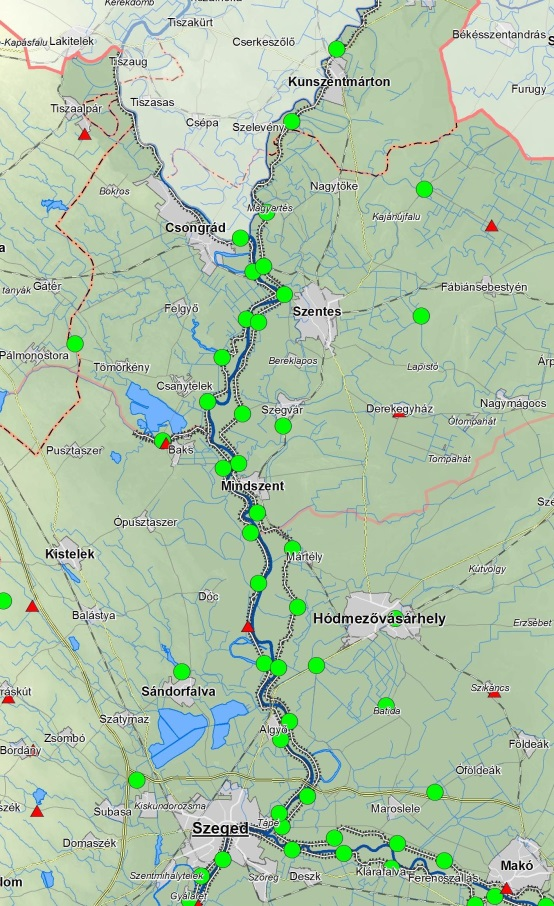 Kerekdomb
Tiszakürt
-Kapásfalu
Lakitelek
Cserkeszőlő
Békésszentandrás
Tiszaug
Kunszentmárton
Furugy
Tiszaalpár
Tiszasas
Csépa
Szelevény
Bokros
Nagytőke
Magyartés
Kajánújfalu
Csongrád
tanyák
Gátér
Fábiánsebestyén
Felgyő
Szentes
Pálmonostora
Tömörkény
Bereklapos
Lapistó
Csanytelek
Szegvár
Derekegyház
Nagymágocs
Ótompahát
Pusztaszer
Baks
Tompahát
Mindszent
Ópusztaszer
Kistelek
Mártély
Kútvölgy
Dóc
Balástya
Hódmezővásárhely
Erzsébet
Sándorfalva
Szikáncs
Batida
Szatymaz
Zsombó
Algyő
Földeák
Bordány
Óföldeák
Kiskundorozsma
Subasa
Maroslele
Szeged
Tápé
Domaszék
Makó
Szentmihálytelek
Szőreg
Deszk
Klárafalva
Ferencszállás
Gyálarét